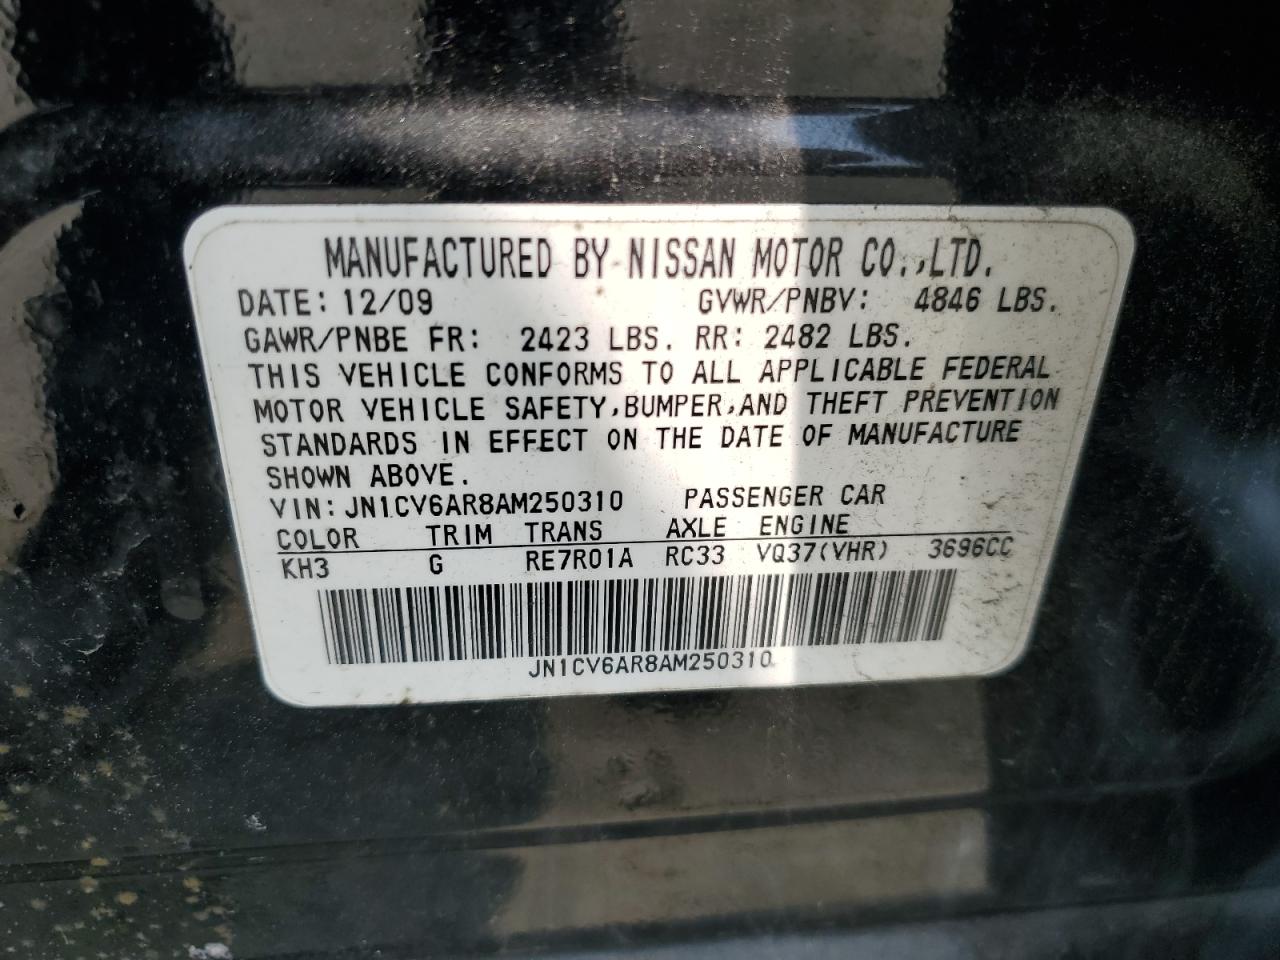 MANUFACTURED BY NISSAN MOTOR CO.,LTD.
DATE: 12/09 GVWR/PNBV: 4846 LBS.
GAWR/PNBE FR: 2423 LBS. RR: 2482 LBS.
THIS VEHICLE CONFORMS TO ALL APPLICABLE FEDERAL
MOTOR VEHICLE SAFETY,BUMPER,AND THEFT PREVENTION
STANDARDS IN EFFECT ON THE DATE OF MANUFACTURE
SHOWN ABOVE.
VIN: JN1CV6AR8AM250310 PASSENGER CAR
COLOR TRIM TRANS AXLE ENGINE
KH3 G RE7R01A RC33 VQ37(VHR) 3696CC
JN1CV6AR8AM250310